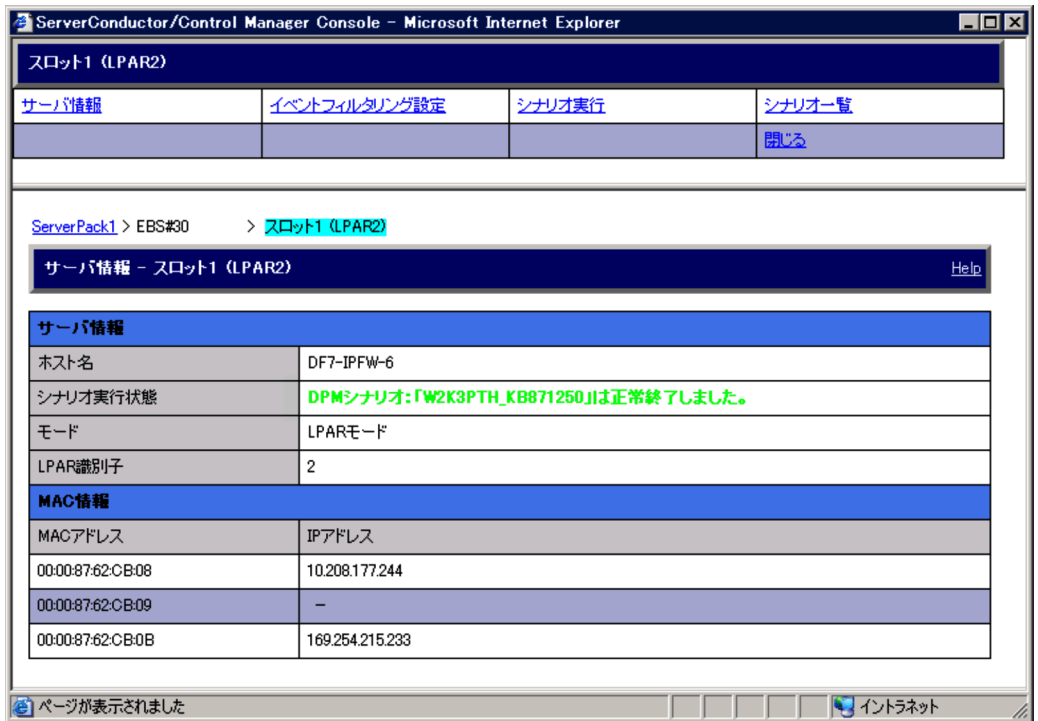 ServerConductor/Control Manager Console - Microsoft Internet Explorer
スロット1 (LPAR2)
サーバ情報 イベントフィルタリング設定 シナリオ実行 シナリオ一覧
閉じる
ServerPack1 > EBS#30 > スロット1 (LPAR2)
サーバ情報 - スロット1 (LPAR2) Help
サーバ情報
ホスト名 DF7-IPFW-6
シナリオ実行状態 DPMシナリオ:「W2K3PTH_KB871250」は正常終了しました。
モード LPARモード
LPAR識別子 2
MAC情報
MACアドレス IPアドレス
00:00:87:62:CB:08 10.208.177.244
00:00:87:62:CB:09 -
00:00:87:62:CB:0B 169.254.215.233
ページが表示されました イントラネット